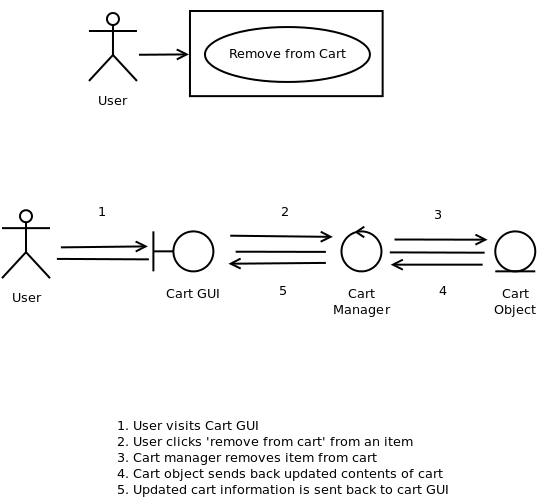 Remove from Cart
User
1
2
3
User
Cart GUI
5
Cart
Manager
4
Cart
Object
1. User visits Cart GUI
2. User clicks 'remove from cart' from an item
3. Cart manager removes item from cart
4. Cart object sends back updated contents of cart
5. Updated cart information is sent back to cart GUI